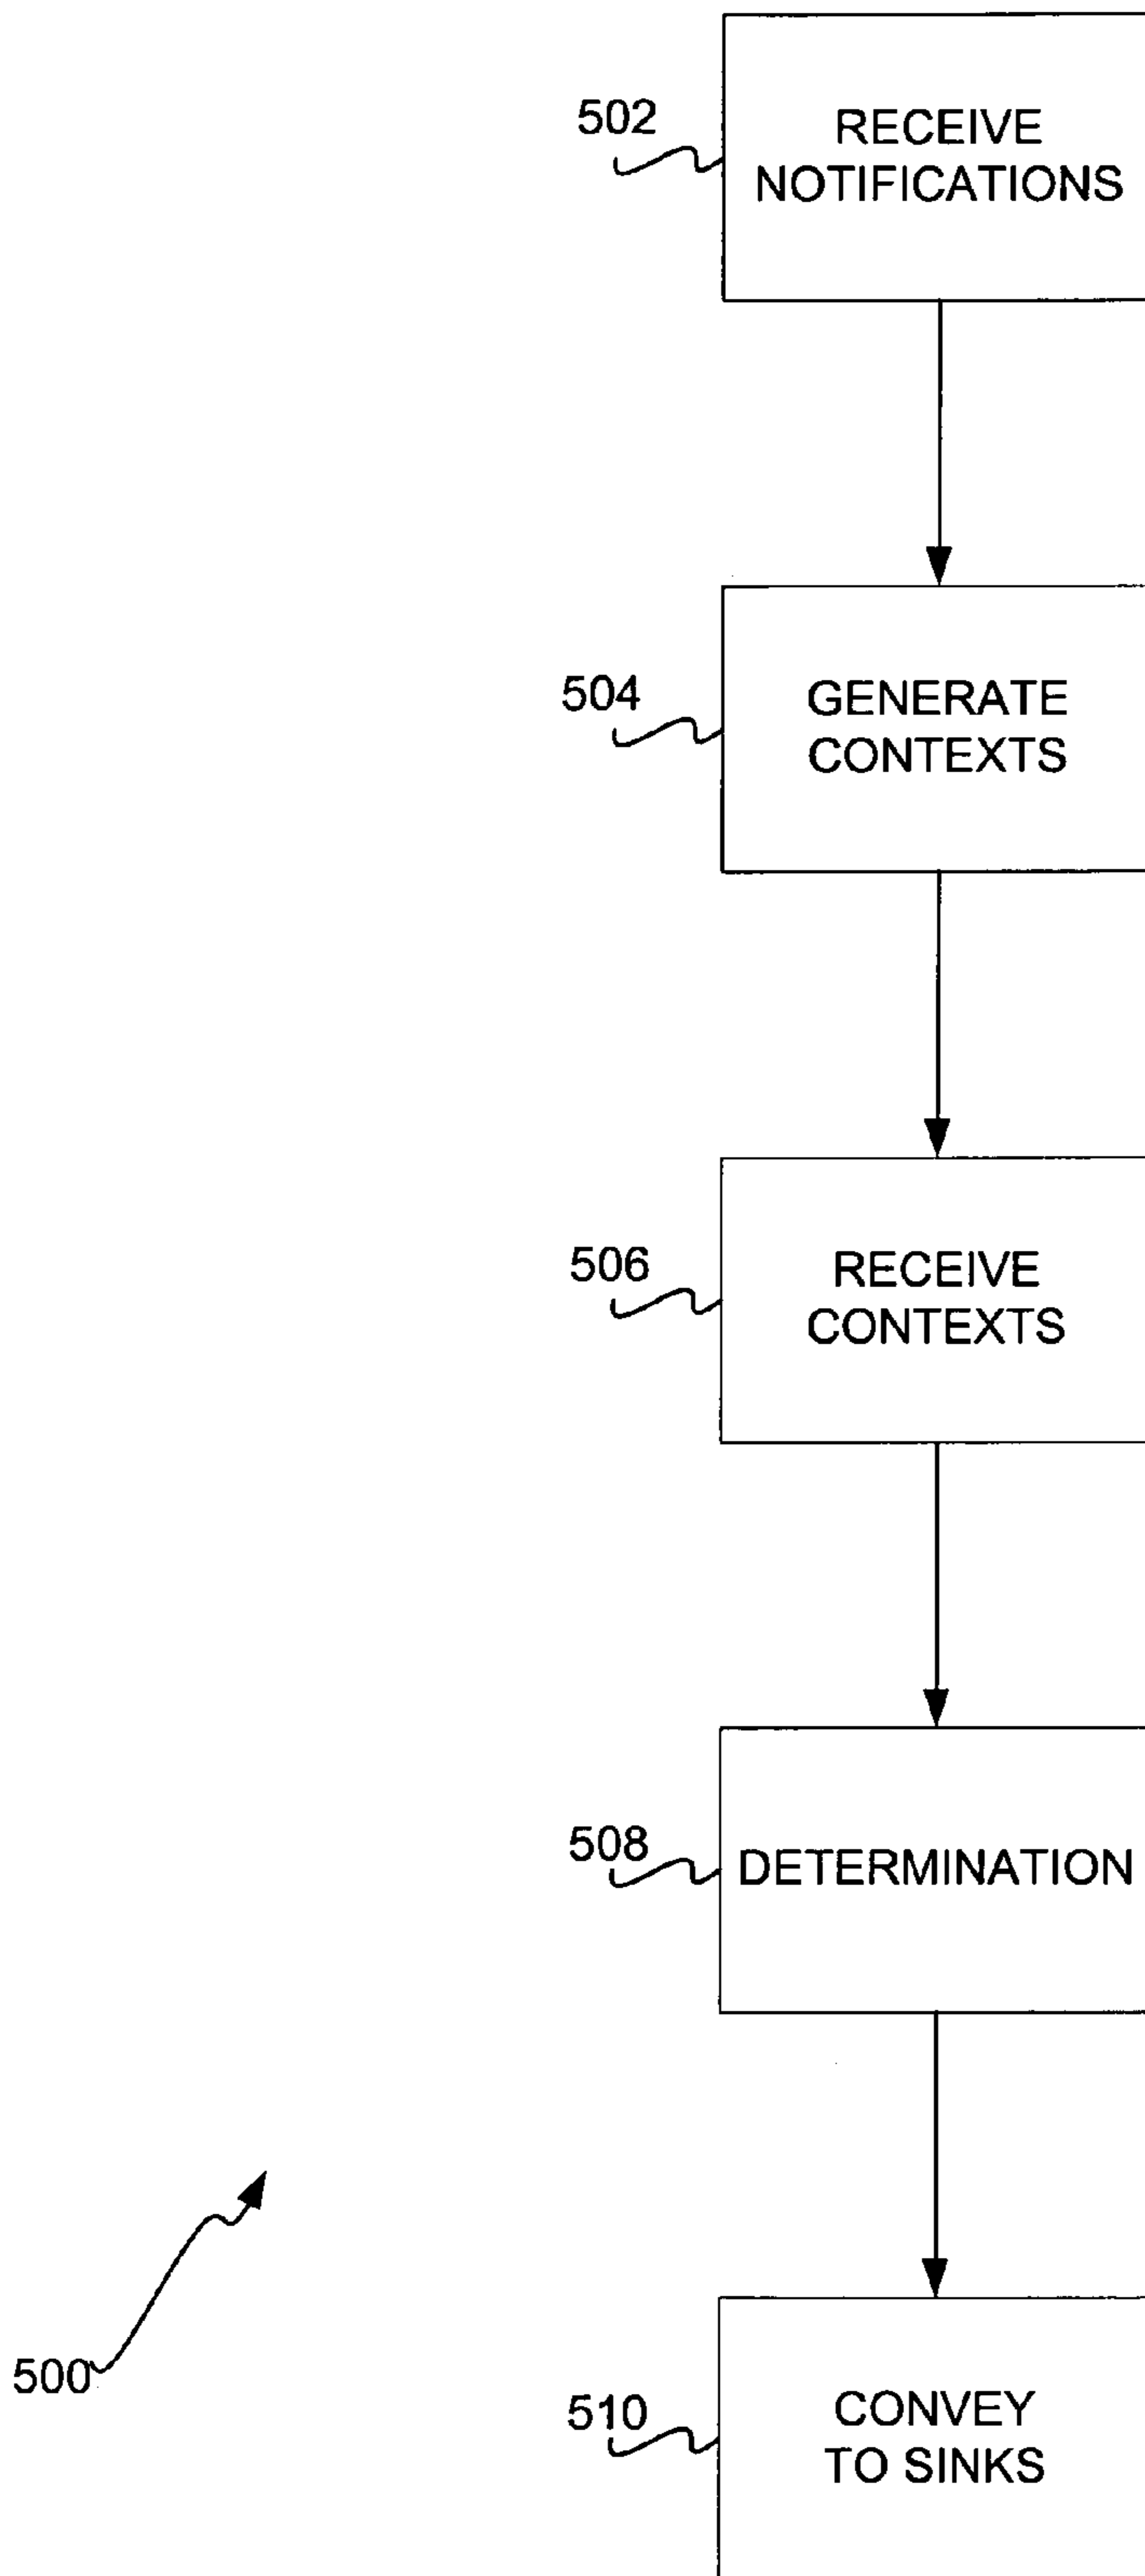 502
RECEIVE
NOTIFICATIONS
504
GENERATE
CONTEXTS
506
RECEIVE
CONTEXTS
508
DETERMINATION
500
510
CONVEY
TO SINKS